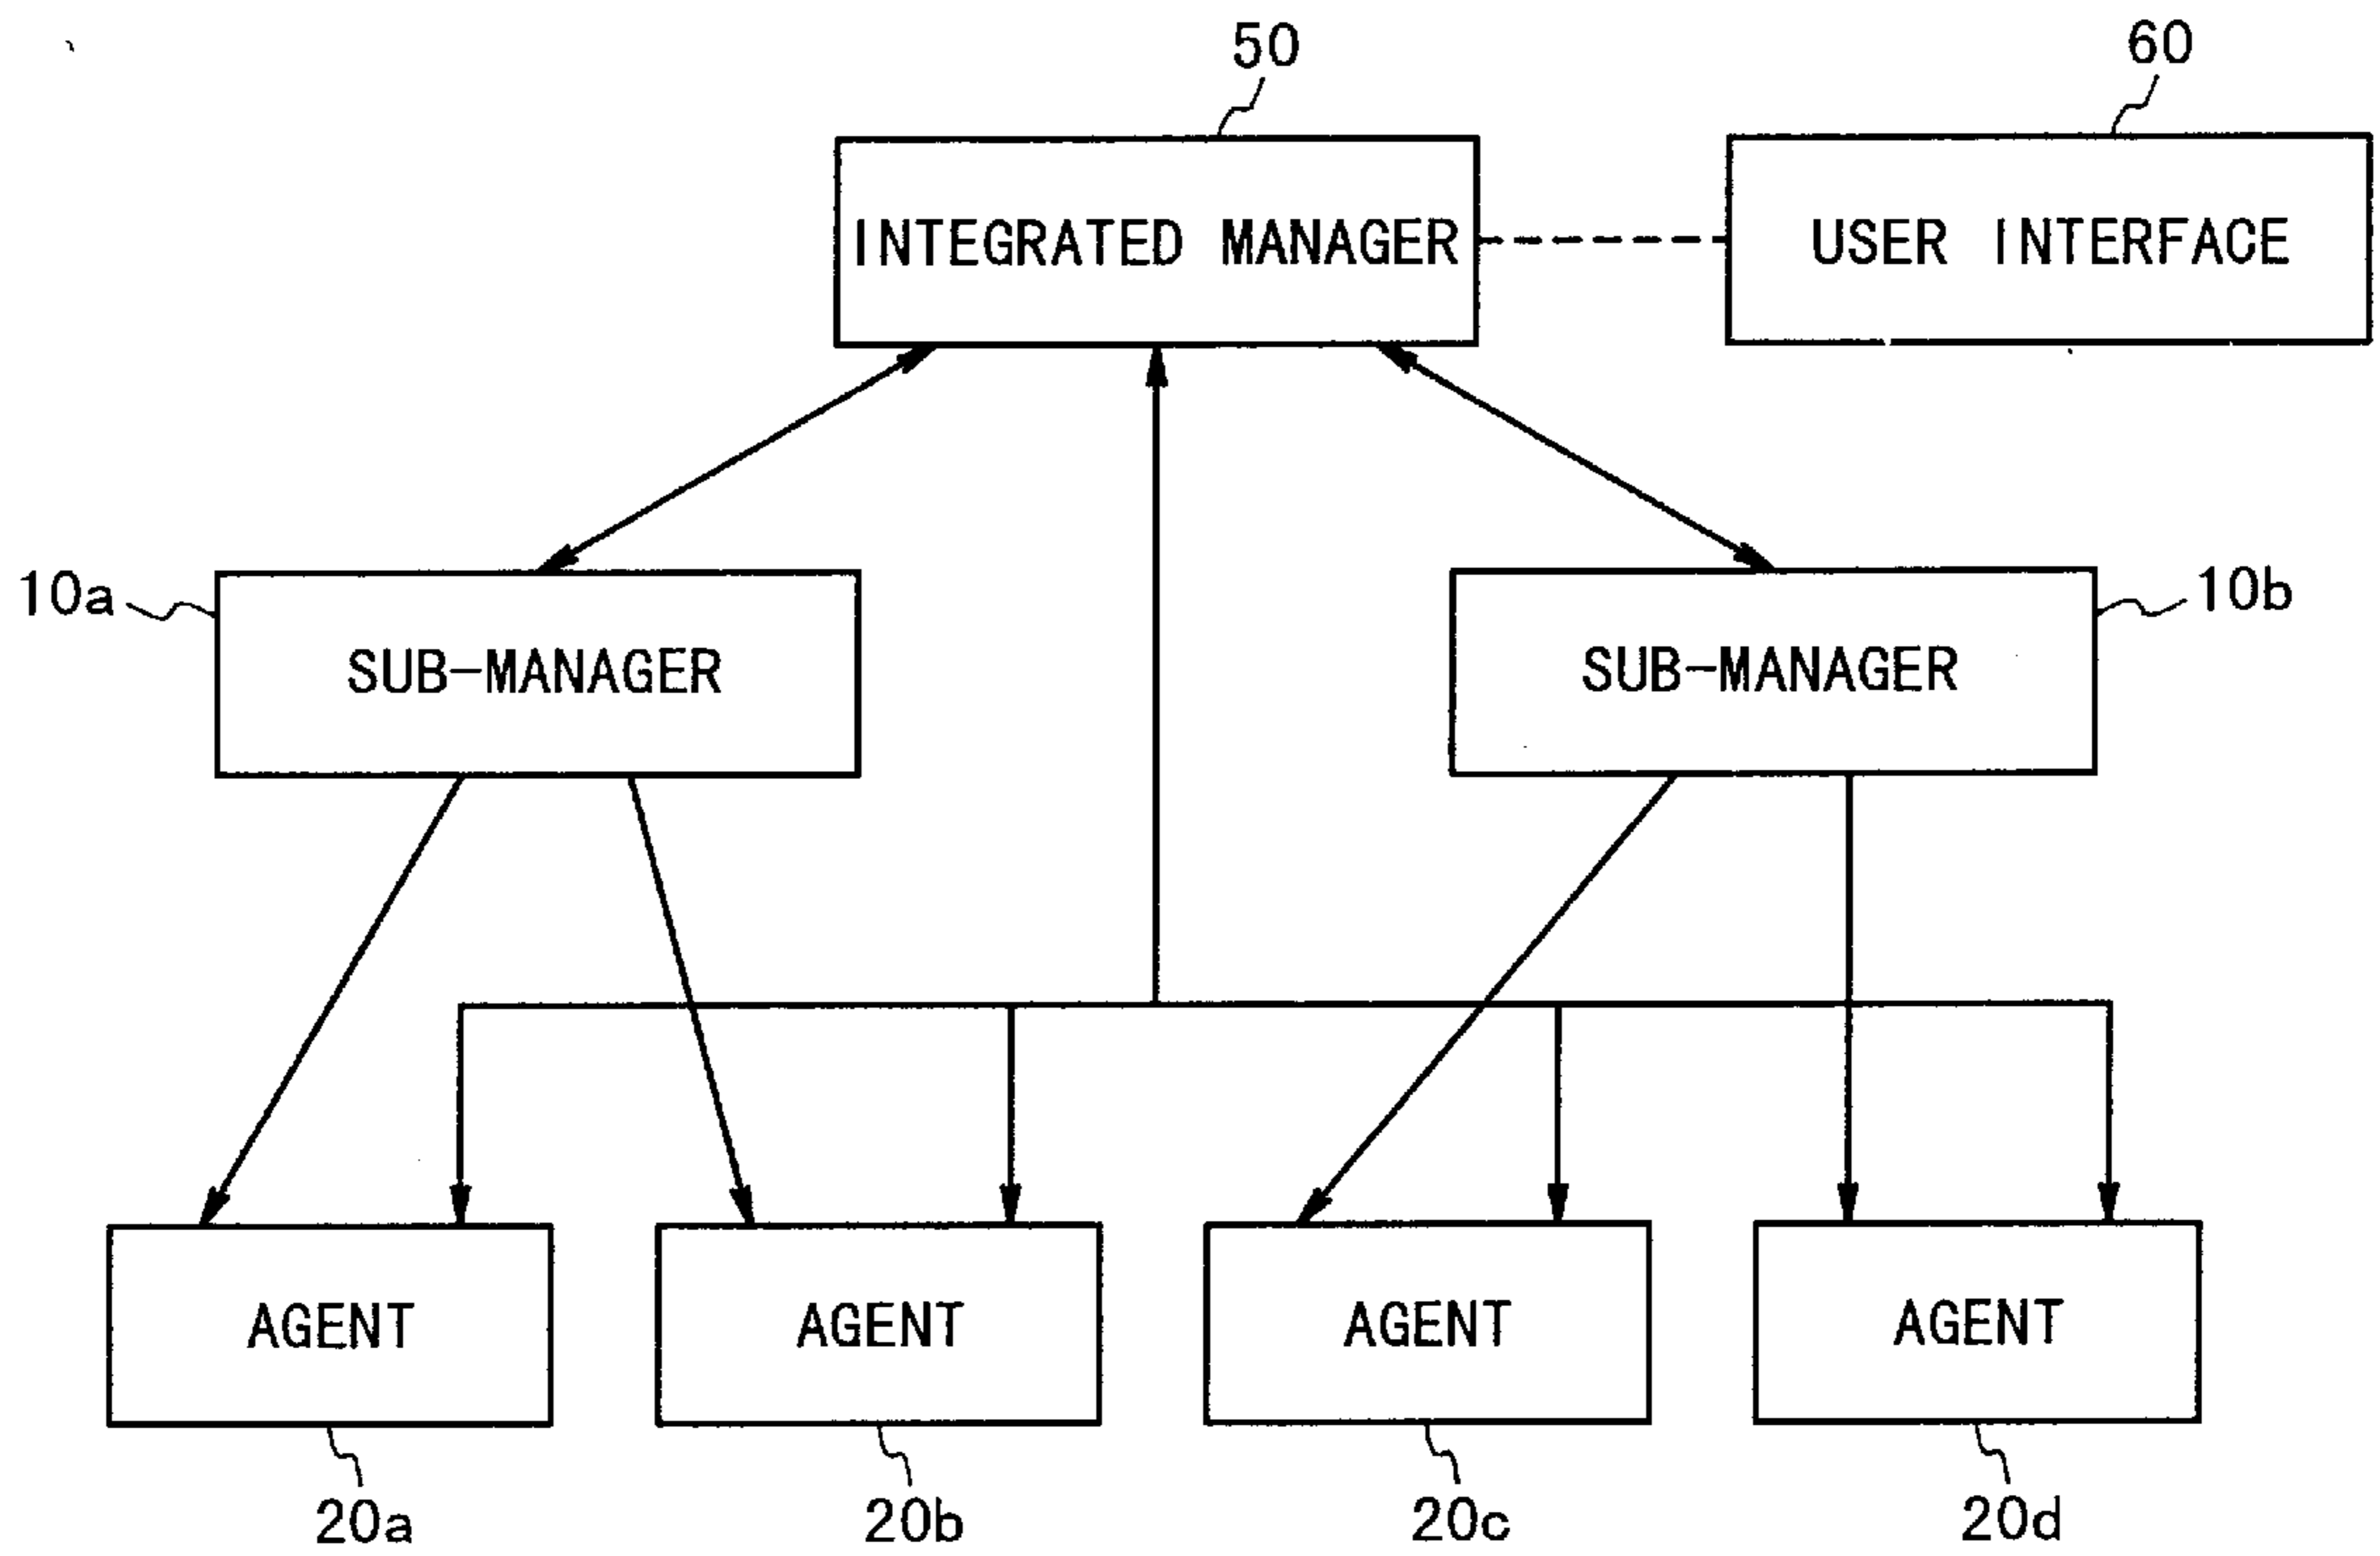 50
60
INTEGRATED MANAGER
USER INTERFACE
10a
10b
SUB-MANAGER
SUB-MANAGER
AGENT
AGENT
AGENT
AGENT
20a
20b
20c
20d